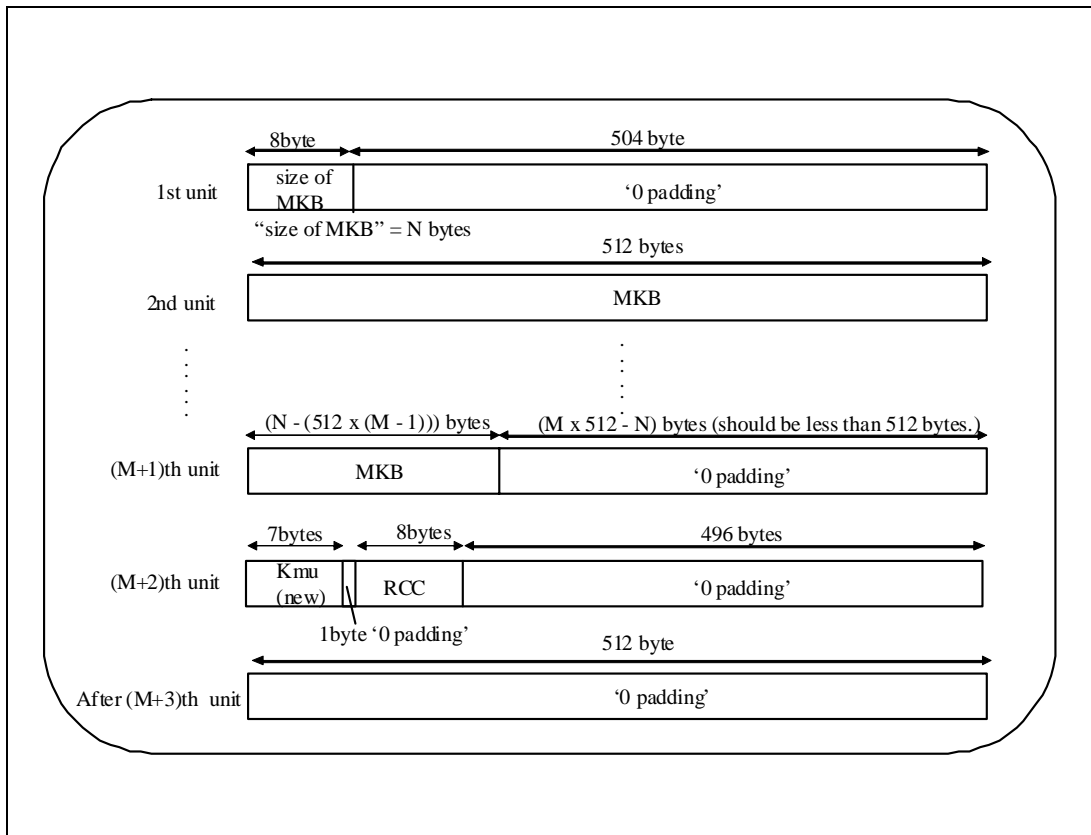 8byte
504 byte
1st unit
size of
MKB
‘0 padding’
“size of MKB” = N bytes
512 bytes
2nd unit
MKB
(N - (512 x (M - 1))) bytes
(M x 512 - N) bytes (should be less than 512 bytes.)
(M+1)th unit
MKB
‘0 padding’
7bytes
8bytes
496 bytes
(M+2)th unit
Kmu
(new)
RCC
‘0 padding’
1byte ‘0 padding’
512 byte
After (M+3)th unit
‘0 padding’